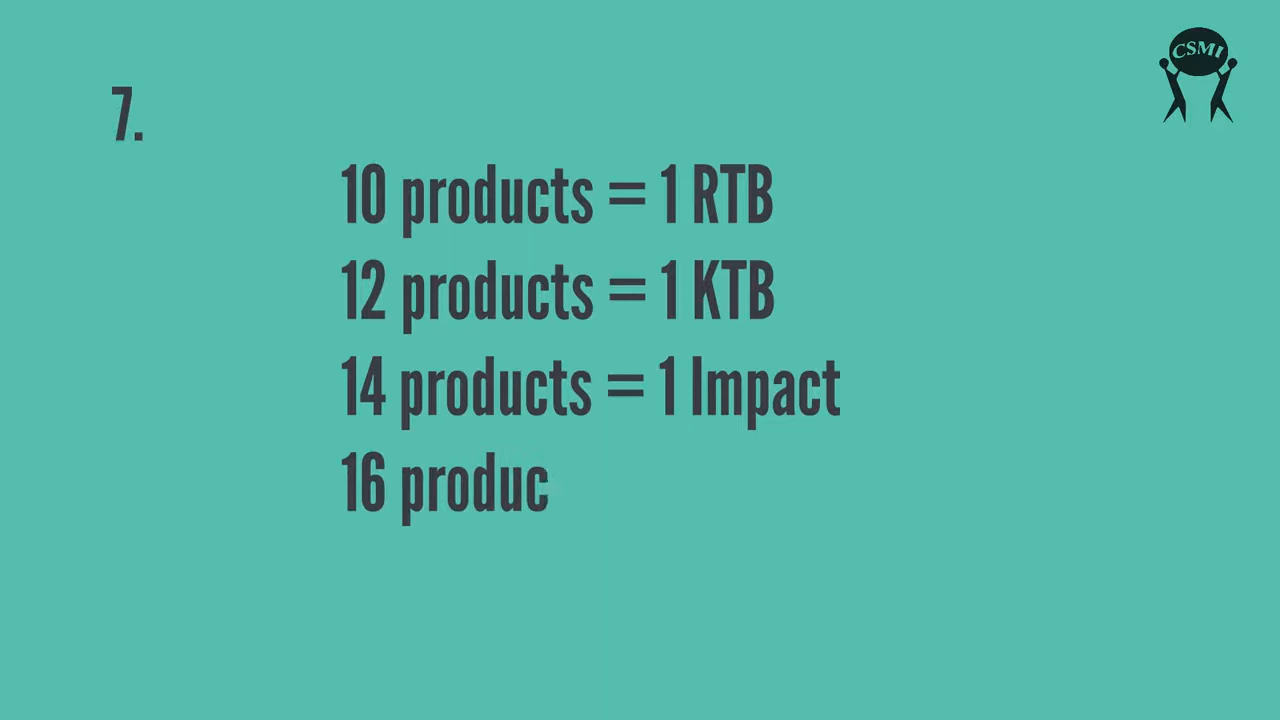 CSMI
7.
10 products = 1 RTB
12 products = 1 KTB
14 products = 1 Impact
16 produc